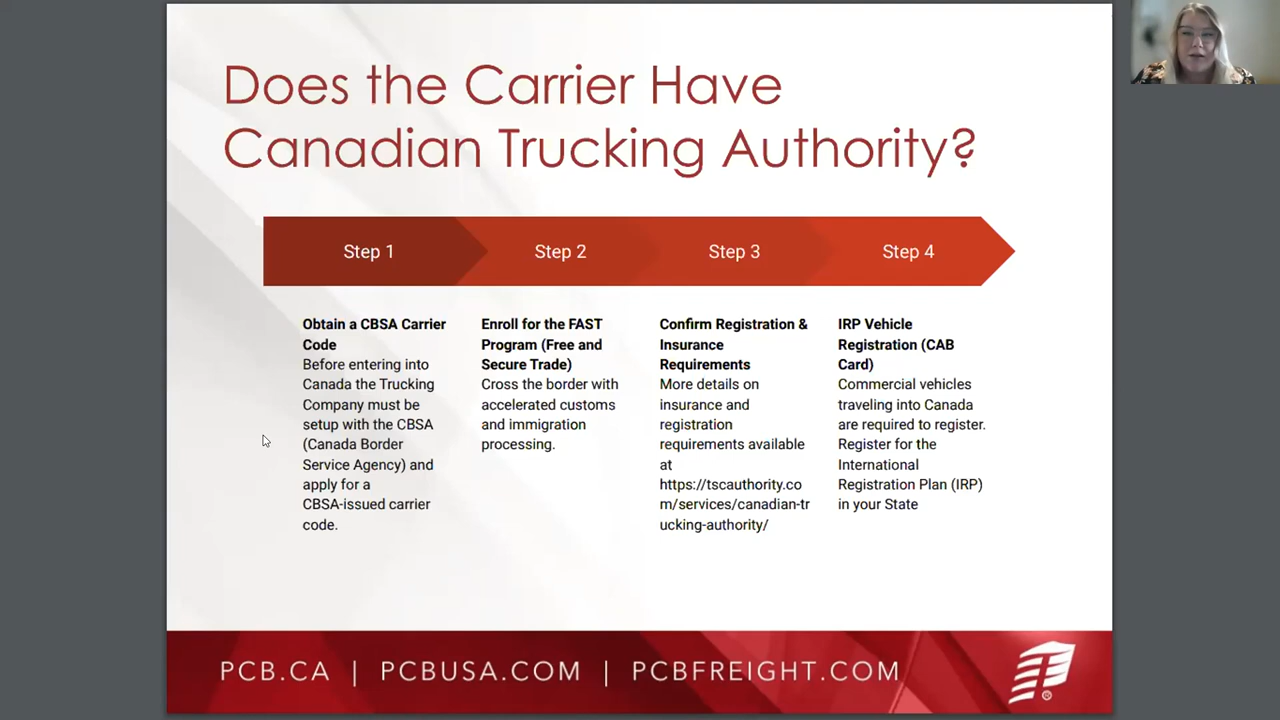 Does the Carrier Have
Canadian Trucking Authority?
Step 1
Step 2
Step 3
Step 4
Obtain a CBSA Carrier
Code
Before entering into
Canada the Trucking
Company must be
setup with the CBSA
(Canada Border
Service Agency) and
apply for a
CBSA-issued carrier
code.
Enroll for the FAST
Program (Free and
Secure Trade)
Cross the border with
accelerated customs
and immigration
processing.
Confirm Registration &
Insurance
Requirements
More details on
insurance and
registration
requirements available
at
https://tscauthority.co
m/services/canadian-tr
ucking-authority/
IRP Vehicle
Registration (CAB
Card)
Commercial vehicles
traveling into Canada
are required to register.
Register for the
International
Registration Plan (IRP)
in your State
PCB.CA | PCBUSA.COM | PCBFREIGHT.COM